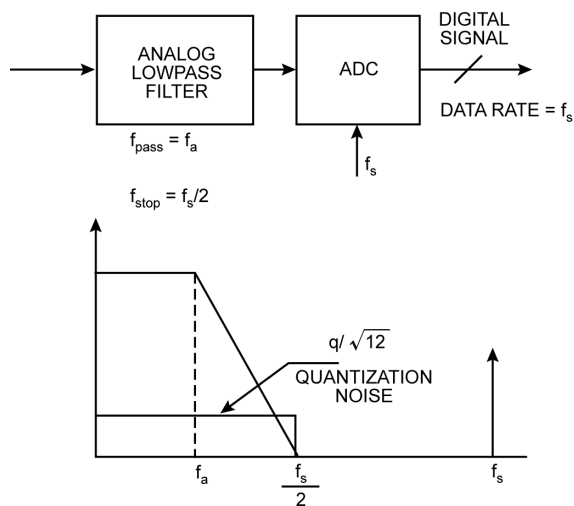 DIGITAL
SIGNAL
ANALOG
LOWPASS
FILTER
ADC
DATA RATE = fs
fpass = fa
fs
fstop = fs/2
q/ √12
QUANTIZATION
NOISE
fa
fs
2
fs